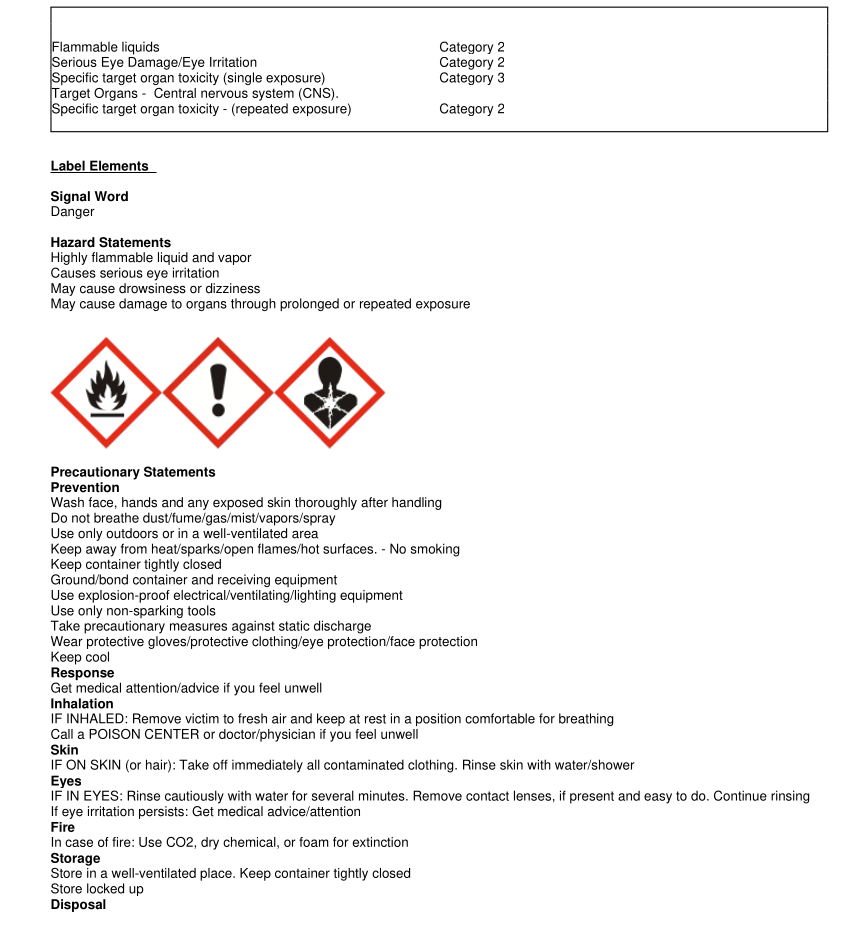 Flammable liquids Category 2
Serious Eye Damage/Eye Irritation Category 2
Specific target organ toxicity (single exposure) Category 3
Target Organs - Central nervous system (CNS).
Specific target organ toxicity - (repeated exposure) Category 2
Label Elements
Signal Word
Danger
Hazard Statements
Highly flammable liquid and vapor
Causes serious eye irritation
May cause drowsiness or dizziness
May cause damage to organs through prolonged or repeated exposure
Precautionary Statements
Prevention
Wash face, hands and any exposed skin thoroughly after handling
Do not breathe dust/fume/gas/mist/vapors/spray
Use only outdoors or in a well-ventilated area
Keep away from heat/sparks/open flames/hot surfaces. - No smoking
Keep container tightly closed
Ground/bond container and receiving equipment
Use explosion-proof electrical/ventilating/lighting equipment
Use only non-sparking tools
Take precautionary measures against static discharge
Wear protective gloves/protective clothing/eye protection/face protection
Keep cool
Response
Get medical attention/advice if you feel unwell
Inhalation
IF INHALED: Remove victim to fresh air and keep at rest in a position comfortable for breathing
Call a POISON CENTER or doctor/physician if you feel unwell
Skin
IF ON SKIN (or hair): Take off immediately all contaminated clothing. Rinse skin with water/shower
Eyes
IF IN EYES: Rinse cautiously with water for several minutes. Remove contact lenses, if present and easy to do. Continue rinsing
If eye irritation persists: Get medical advice/attention
Fire
In case of fire: Use CO2, dry chemical, or foam for extinction
Storage
Store in a well-ventilated place. Keep container tightly closed
Store locked up
Disposal